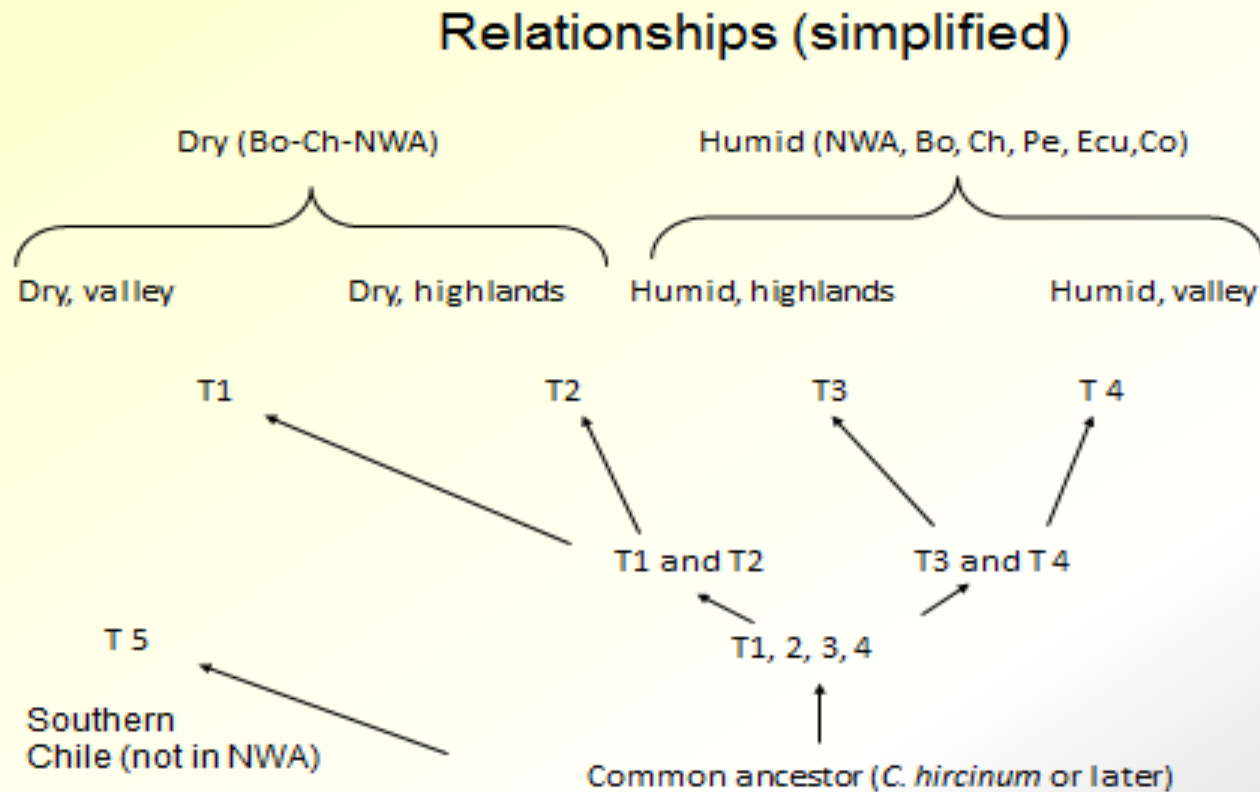 Relationships (simplified)
Dry (Bo-Ch-NWA)
Humid (NWA, Bo, Ch, Pe, Ecu,Co)
Dry, valley
Dry, highlands
Humid, highlands
Humid, valley
T1
T2
T3
T 4
T1 and T2
T3 and T 4
T 5
T1, 2, 3, 4
Southern
Chile (not in NWA)
Common ancestor (C. hircinum or later)